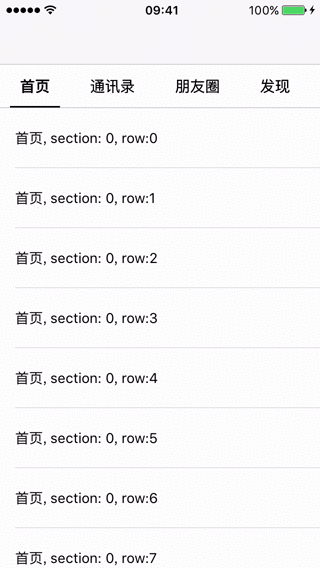 09:41 100%
首页 通讯录 朋友圈 发现
首页, section: 0, row:0
首页, section: 0, row:1
首页, section: 0, row:2
首页, section: 0, row:3
首页, section: 0, row:4
首页, section: 0, row:5
首页, section: 0, row:6
首页, section: 0, row:7